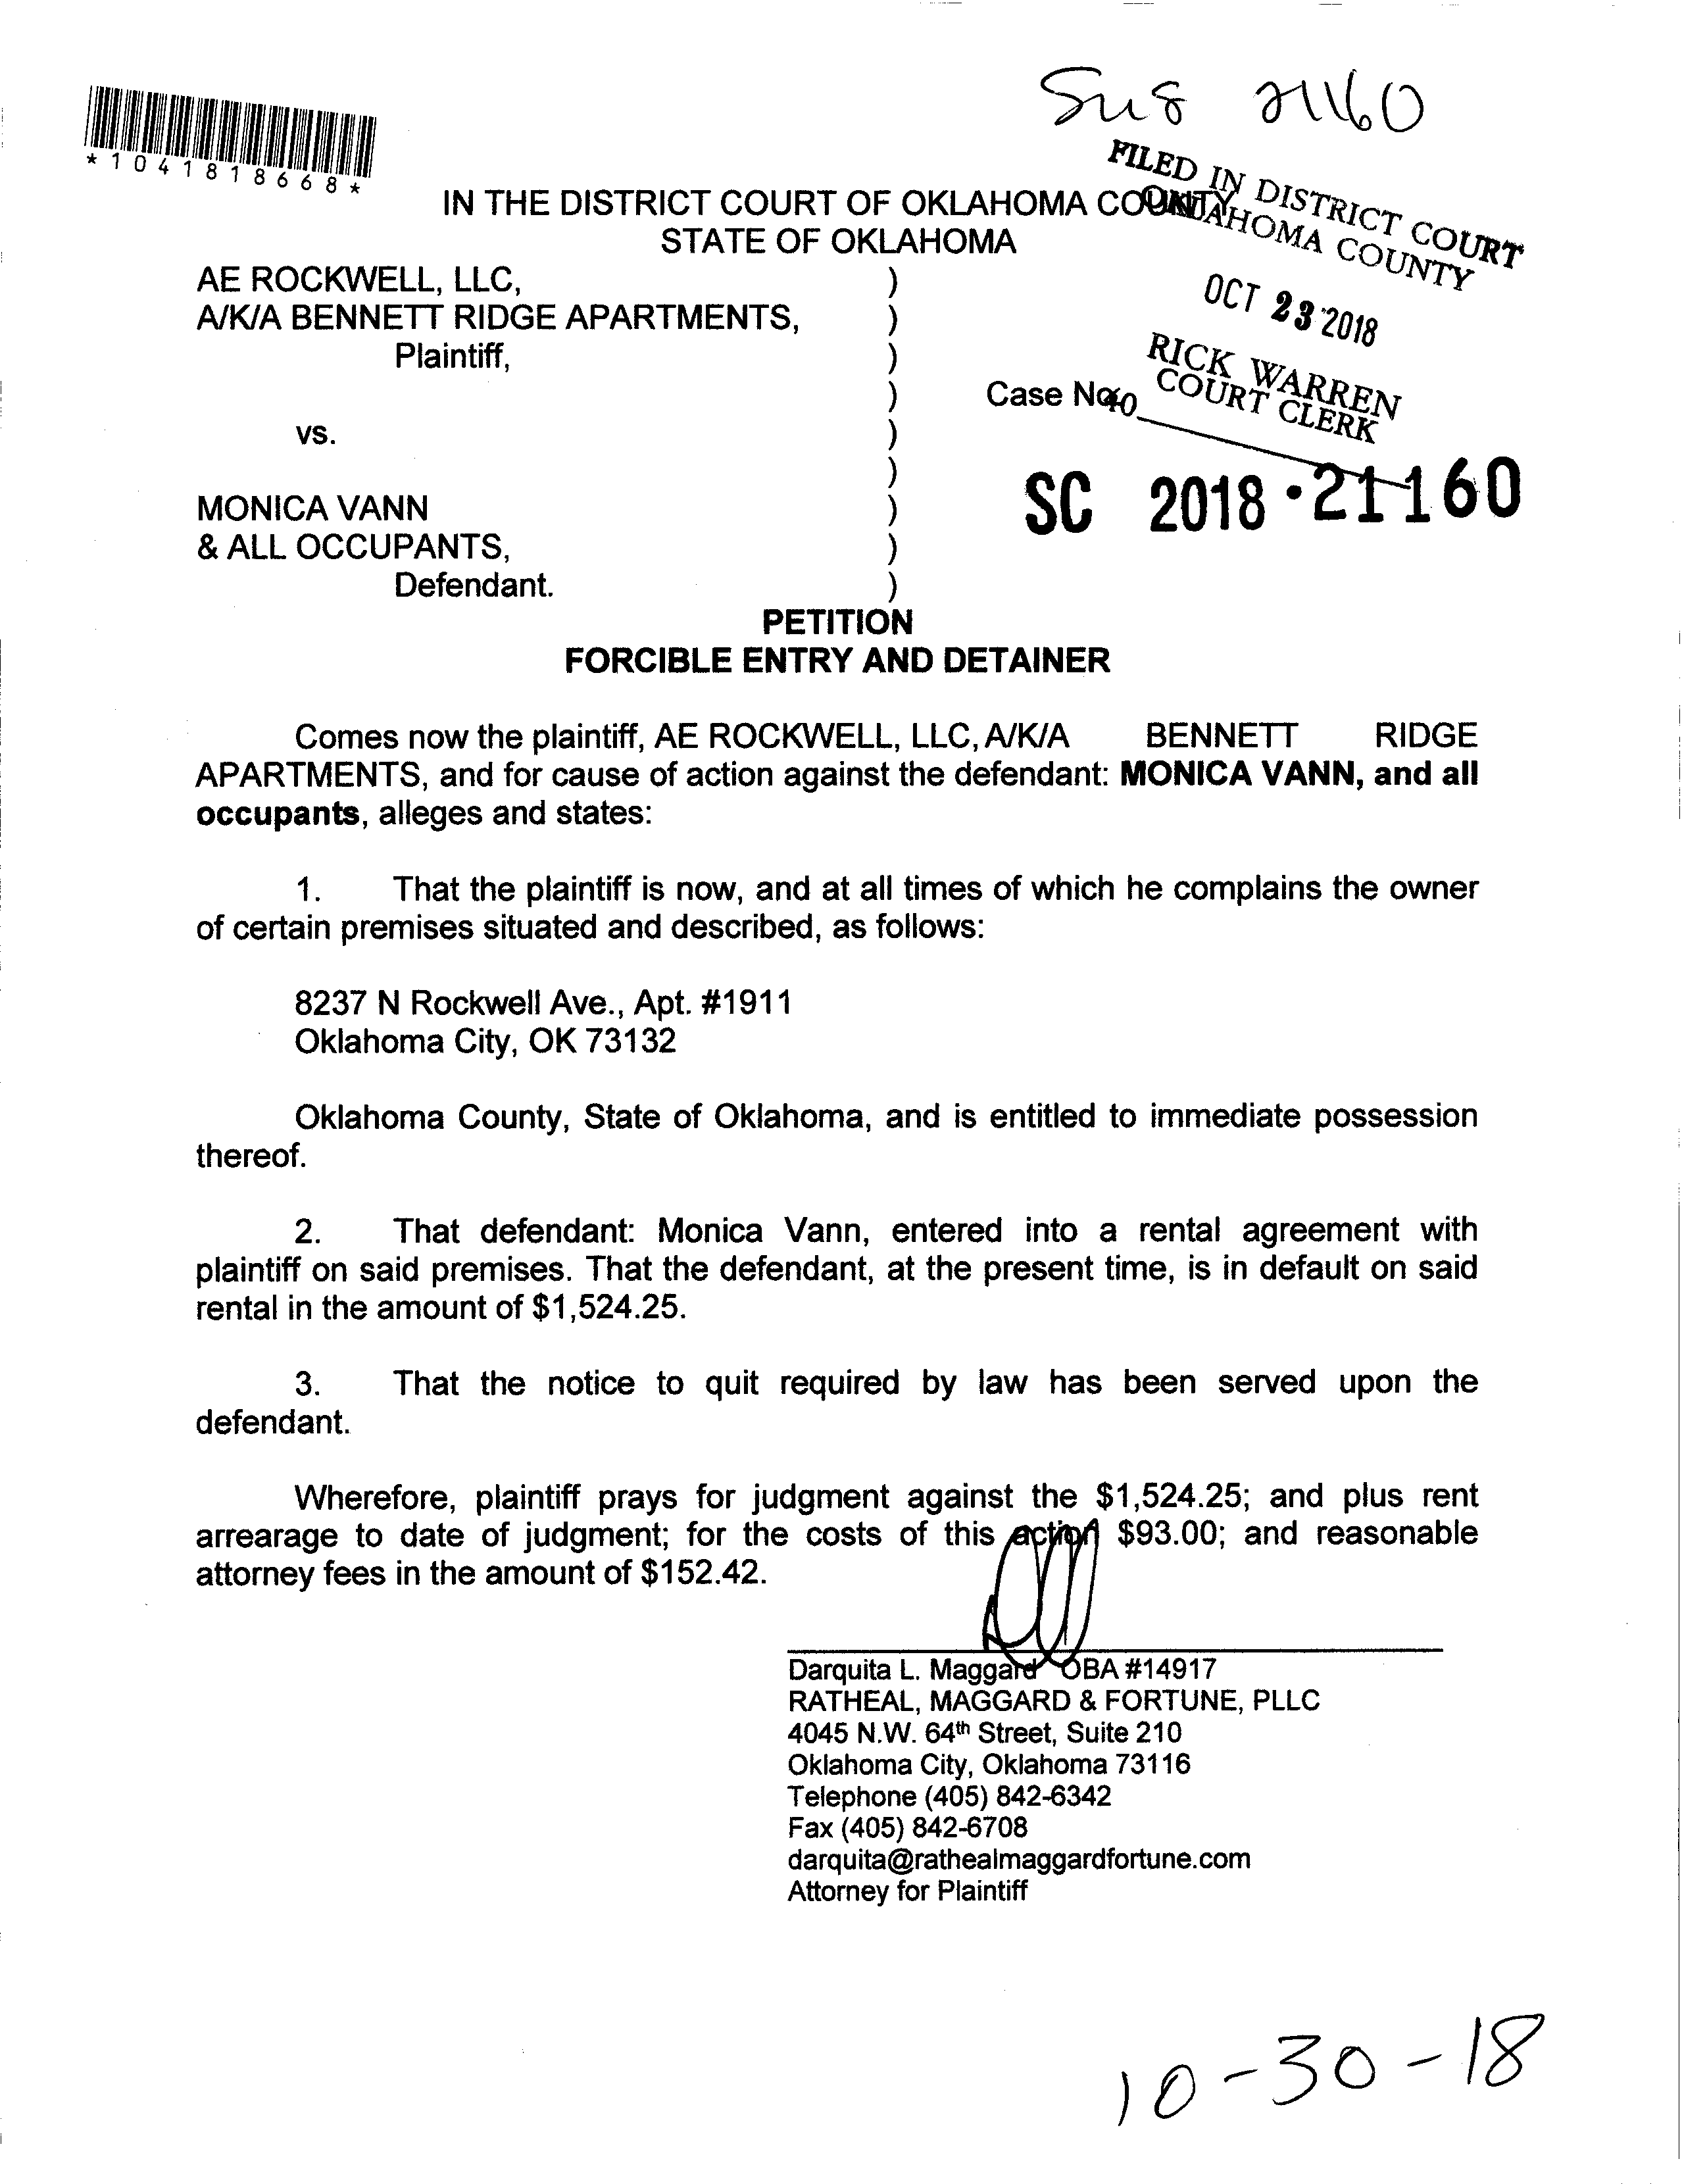 Su8 21160
*1041818668*
FILED IN DISTRICT COURT
OKLAHOMA COUNTY
IN THE DISTRICT COURT OF OKLAHOMA COUNTY
STATE OF OKLAHOMA
OCT 23 2018
RICK WARREN
COURT CLERK
40
AE ROCKWELL, LLC, )
A/K/A BENNETT RIDGE APARTMENTS, )
Plaintiff, )
) Case No.
vs. )
)
SC 2018 • 21160
MONICA VANN )
& ALL OCCUPANTS, )
Defendant. )
PETITION
FORCIBLE ENTRY AND DETAINER
Comes now the plaintiff, AE ROCKWELL, LLC, A/K/A BENNETT RIDGE
APARTMENTS, and for cause of action against the defendant: MONICA VANN, and all
occupants, alleges and states:
1. That the plaintiff is now, and at all times of which he complains the owner
of certain premises situated and described, as follows:
8237 N Rockwell Ave., Apt. #1911
Oklahoma City, OK 73132
Oklahoma County, State of Oklahoma, and is entitled to immediate possession
thereof.
2. That defendant: Monica Vann, entered into a rental agreement with
plaintiff on said premises. That the defendant, at the present time, is in default on said
rental in the amount of $1,524.25.
3. That the notice to quit required by law has been served upon the
defendant.
Wherefore, plaintiff prays for judgment against the $1,524.25; and plus rent
arrearage to date of judgment; for the costs of this action $93.00; and reasonable
attorney fees in the amount of $152.42.
Darquita L. Maggard OBA #14917
RATHEAL, MAGGARD & FORTUNE, PLLC
4045 N.W. 64th Street, Suite 210
Oklahoma City, Oklahoma 73116
Telephone (405) 842-6342
Fax (405) 842-6708
darquita@rathealmaggardfortune.com
Attorney for Plaintiff
10-30-18